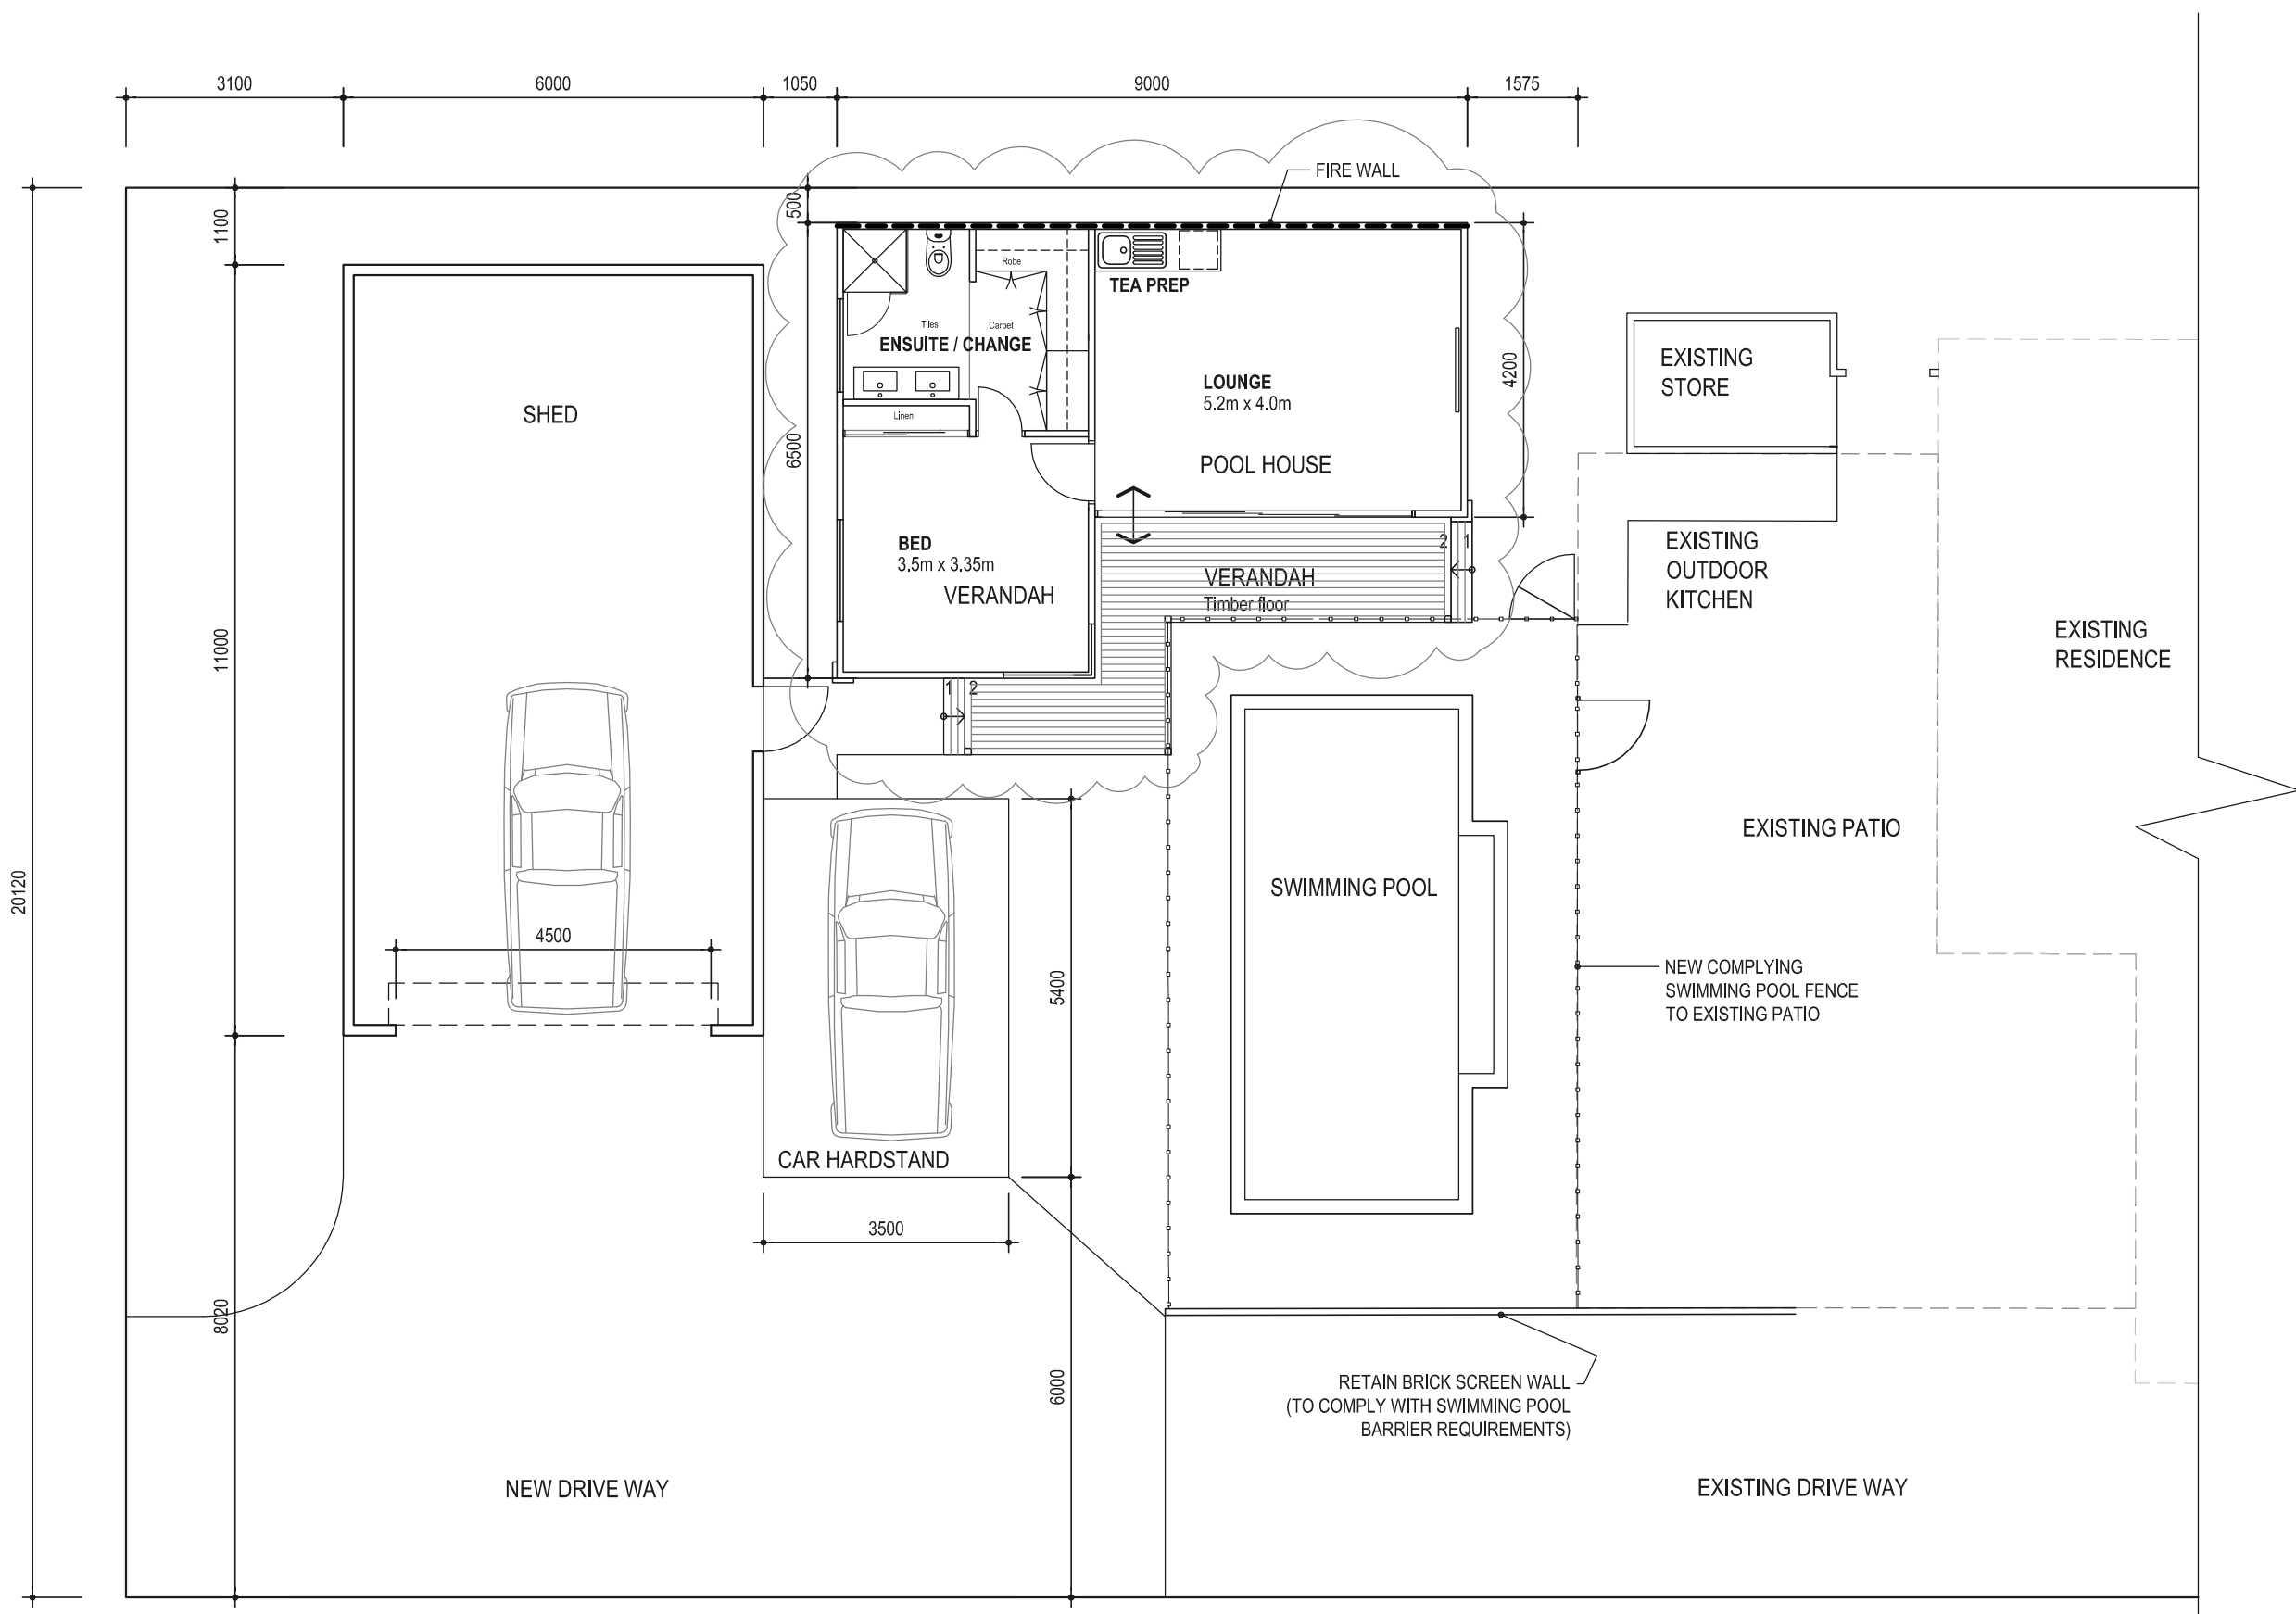 3100
6000
1050
9000
1575
FIRE WALL
500
1100
Robe
TEA PREP
Tiles
Carpet
ENSUITE / CHANGE
EXISTING
STORE
4200
LOUNGE
5.2m x 4.0m
SHED
Linen
6500
POOL HOUSE
BED
3.5m x 3.35m
VERANDAH
2 1
VERANDAH
Timber floor
EXISTING
OUTDOOR
KITCHEN
11000
EXISTING
RESIDENCE
1 2
EXISTING PATIO
20120
SWIMMING POOL
4500
5400
NEW COMPLYING
SWIMMING POOL FENCE
TO EXISTING PATIO
CAR HARDSTAND
3500
8020
6000
RETAIN BRICK SCREEN WALL
(TO COMPLY WITH SWIMMING POOL
BARRIER REQUIREMENTS)
NEW DRIVE WAY
EXISTING DRIVE WAY